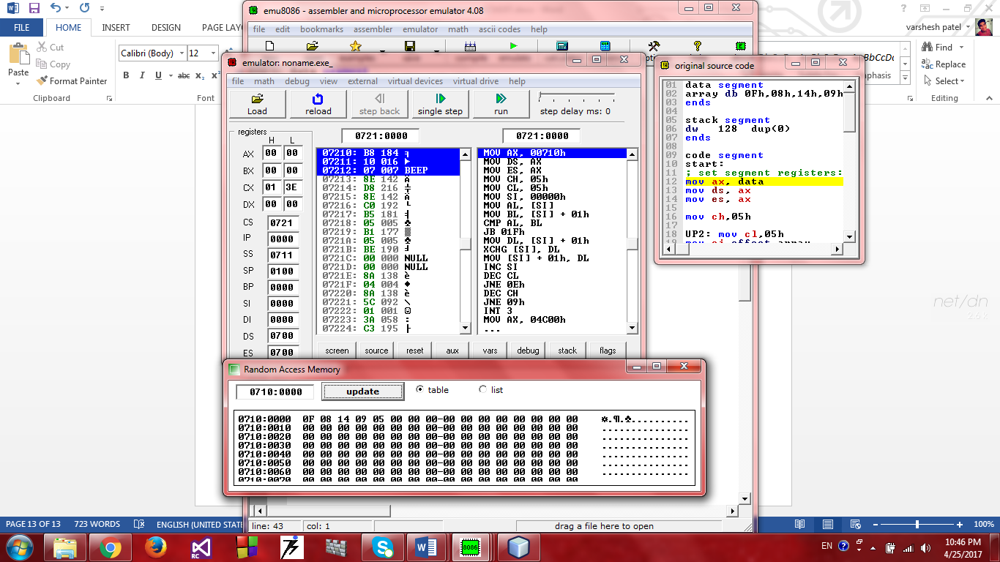 emu8086 - assembler and microprocessor emulator 4.08
varshesh patel
FILE HOME INSERT DESIGN PAGE
file edit bookmarks assembler emulator math ascii codes help
Cut
Copy
Format Painter
Paste
Clipboard
Calibri (Body) 12
B I U abc x₂ x²
Font
Find
Replace
Select
Editing
emulator: noname.exe_
file math debug view external virtual devices virtual drive help
Load reload step back single step run step delay ms: 0
registers
H L
0721:0000 0721:0000
AX 00 00
BX 00 00
CX 01 3E
DX 00 00
CS 0721
IP 0000
SS 0711
SP 0100
BP 0000
SI 0000
DI 0000
DS 0700
ES 0700
07210: B8 184 ╕
07211: 10 016 ►
07212: 07 007 BEEP
07213: 8E 142 Ä
07214: D8 216 ╪
07215: 8E 142 Ä
07216: C0 192 └
07217: B5 181 ╡
07218: 05 005 ♣
07219: B1 177 ▒
0721A: 05 005 ♣
0721B: BE 190 ╛
0721C: 00 000 NULL
0721D: 00 000 NULL
0721E: 8A 138 è
0721F: 04 004 ♦
07220: 8A 138 è
07221: 5C 092 \
07222: 01 001 ☺
07223: 3A 058 :
07224: C3 195 ├
MOV AX, 00710h
MOV DS, AX
MOV ES, AX
MOV CH, 05h
MOV CL, 05h
MOV SI, 00000h
MOV AL, [SI]
MOV BL, [SI] + 01h
CMP AL, BL
JB 01Fh
MOV DL, [SI] + 01h
XCHG [SI], DL
MOV [SI] + 01h, DL
INC SI
DEC CL
JNE 0Eh
DEC CH
JNE 09h
INT 3
MOV AX, 04C00h
...
screen source reset aux vars debug stack flags
original source code
01 data segment
02 array db 0Fh,08h,14h,09h
03 ends
04
05 stack segment
06 dw 128 dup(0)
07 ends
08
09 code segment
10 start:
11 ; set segment registers:
12 mov ax, data
13 mov ds, ax
14 mov es, ax
15
16 mov ch,05h
17
18 UP2: mov cl,05h
Random Access Memory
0710:0000 update table list
0710:0000 0F 08 14 09 05 00 00 00-00 00 00 00 00 00 00 00 ☼.¶.♣...........
0710:0010 00 00 00 00 00 00 00 00-00 00 00 00 00 00 00 00 ................
0710:0020 00 00 00 00 00 00 00 00-00 00 00 00 00 00 00 00 ................
0710:0030 00 00 00 00 00 00 00 00-00 00 00 00 00 00 00 00 ................
0710:0040 00 00 00 00 00 00 00 00-00 00 00 00 00 00 00 00 ................
0710:0050 00 00 00 00 00 00 00 00-00 00 00 00 00 00 00 00 ................
0710:0060 00 00 00 00 00 00 00 00-00 00 00 00 00 00 00 00 ................
0710:0070 00 00 00 00 00 00 00 00-00 00 00 00 00 00 00 00
net/dn
line: 43 col: 1 drag a file here to open
PAGE 13 OF 13 723 WORDS ENGLISH (UNITED STATE 100%
RC
8086
EN
10:46 PM
4/25/2017